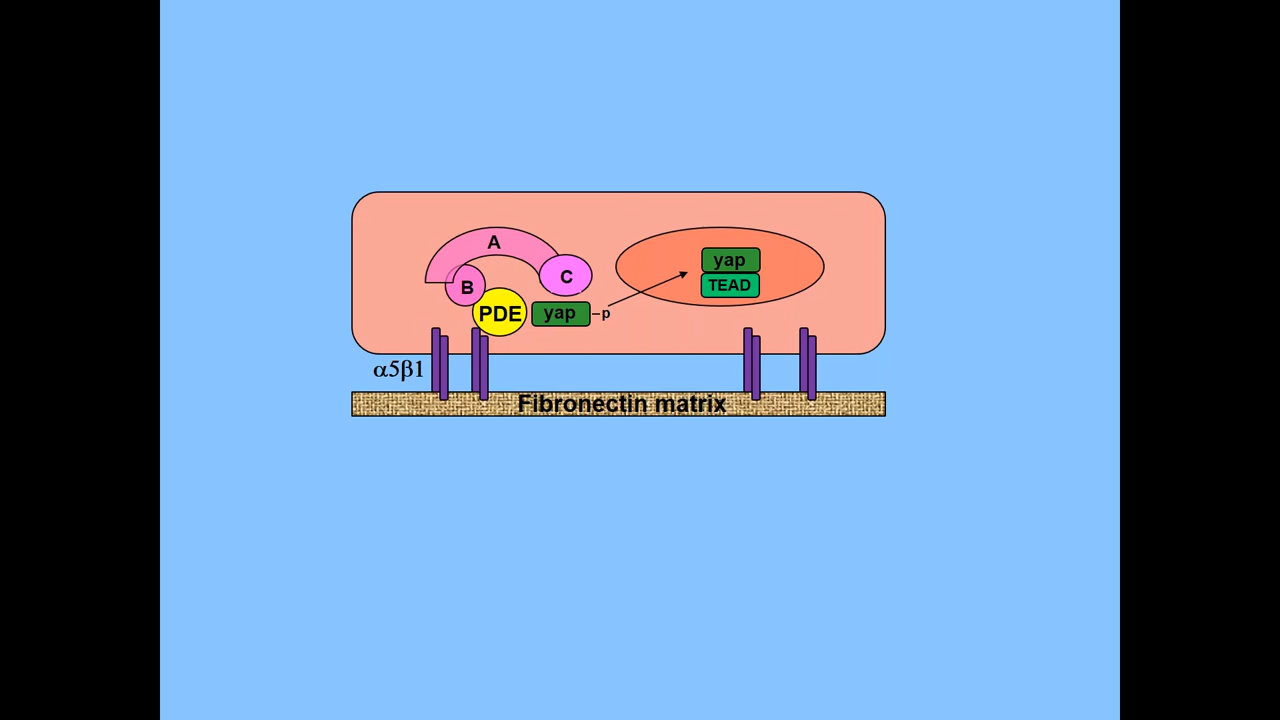 A
B
C
PDE
yap
–p
yap
TEAD
α5β1
Fibronectin matrix